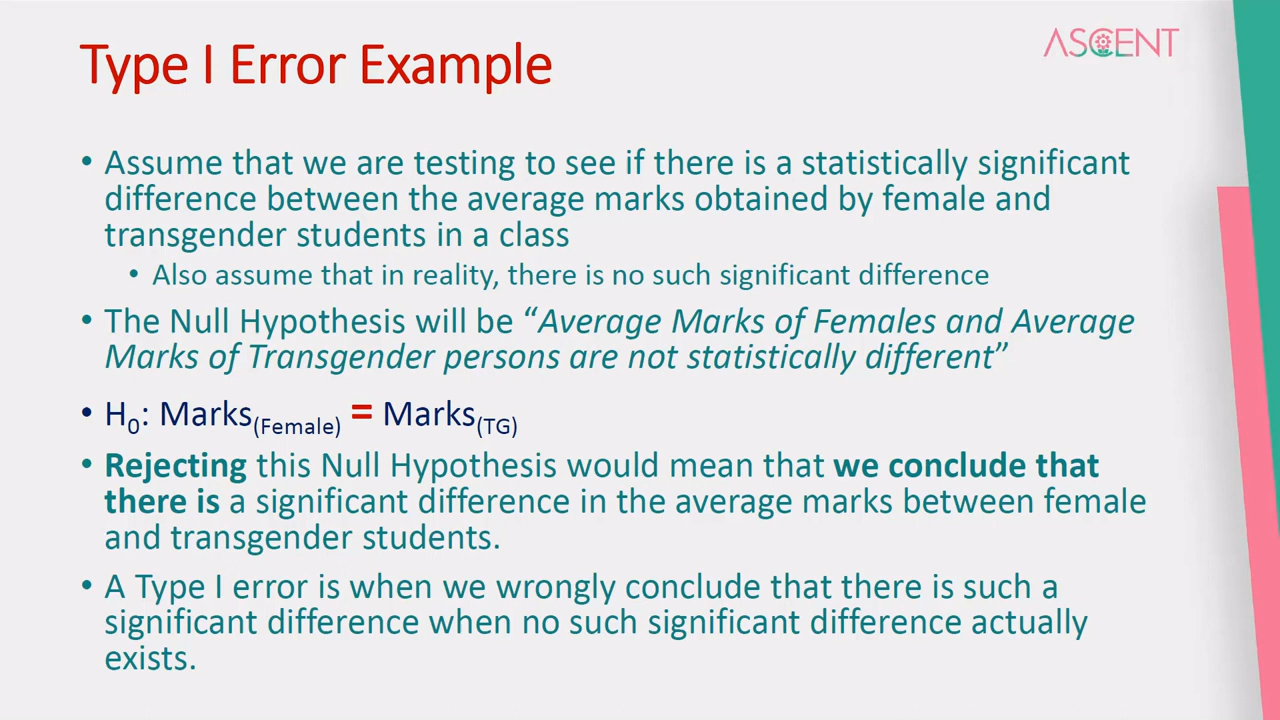 ASCENT
Type I Error Example
• Assume that we are testing to see if there is a statistically significant
difference between the average marks obtained by female and
transgender students in a class
• Also assume that in reality, there is no such significant difference
• The Null Hypothesis will be “Average Marks of Females and Average
Marks of Transgender persons are not statistically different”
• H₀: Marks(Female) = Marks(TG)
• Rejecting this Null Hypothesis would mean that we conclude that
there is a significant difference in the average marks between female
and transgender students.
• A Type I error is when we wrongly conclude that there is such a
significant difference when no such significant difference actually
exists.